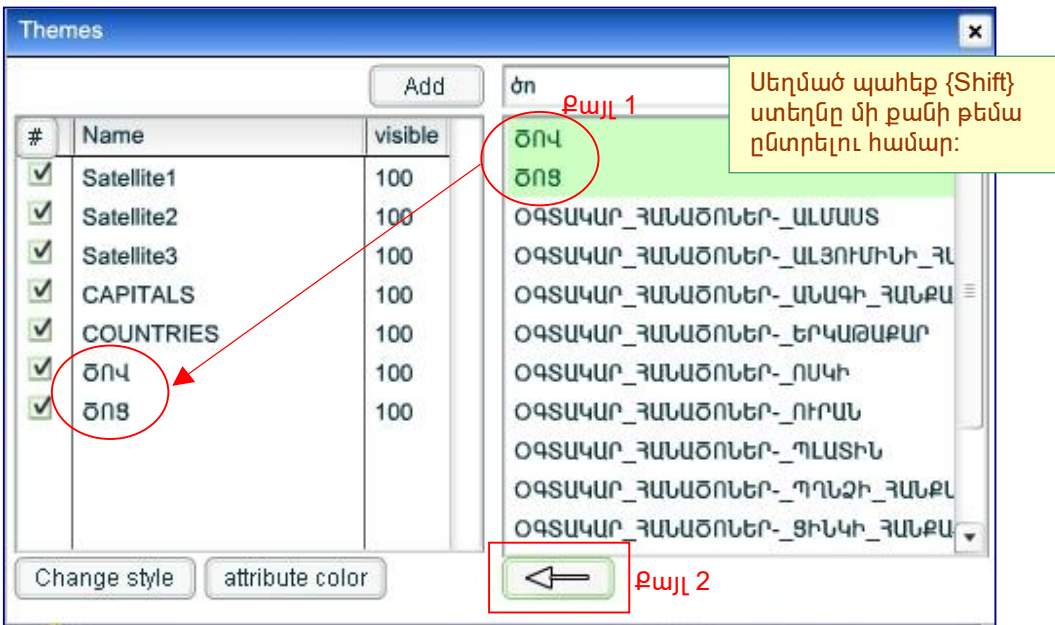 Themes
Add
ծո
Սեղմած պահեք {Shift}
ստեղնը մի քանի թեմա
ընտրելու համար:
Քայլ 1
# Name visible
Satellite1 100
Satellite2 100
Satellite3 100
CAPITALS 100
COUNTRIES 100
ԾՈՎ 100
ԾՈՑ 100
ԾՈՎ
ԾՈՑ
ՕԳՏԱԿԱՐ_ՀԱՆԱԾՈՆԵՐ-_ԱԼՄԱՍՏ
ՕԳՏԱԿԱՐ_ՀԱՆԱԾՈՆԵՐ-_ԱԼՅՈՒՄԻՆԻ_ՀԱ
ՕԳՏԱԿԱՐ_ՀԱՆԱԾՈՆԵՐ-_ԱՆԱԳԻ_ՀԱՆՔԱ
ՕԳՏԱԿԱՐ_ՀԱՆԱԾՈՆԵՐ-_ԵՐԿԱԹԱՔԱՐ
ՕԳՏԱԿԱՐ_ՀԱՆԱԾՈՆԵՐ-_ՈՍԿԻ
ՕԳՏԱԿԱՐ_ՀԱՆԱԾՈՆԵՐ-_ՈՒՐԱՆ
ՕԳՏԱԿԱՐ_ՀԱՆԱԾՈՆԵՐ-_ՊԼԱՏԻՆ
ՕԳՏԱԿԱՐ_ՀԱՆԱԾՈՆԵՐ-_ՊՂՆՁԻ_ՀԱՆՔԱ
ՕԳՏԱԿԱՐ_ՀԱՆԱԾՈՆԵՐ-_ՑԻՆԿԻ_ՀԱՆՔԱ
Change style attribute color
Քայլ 2